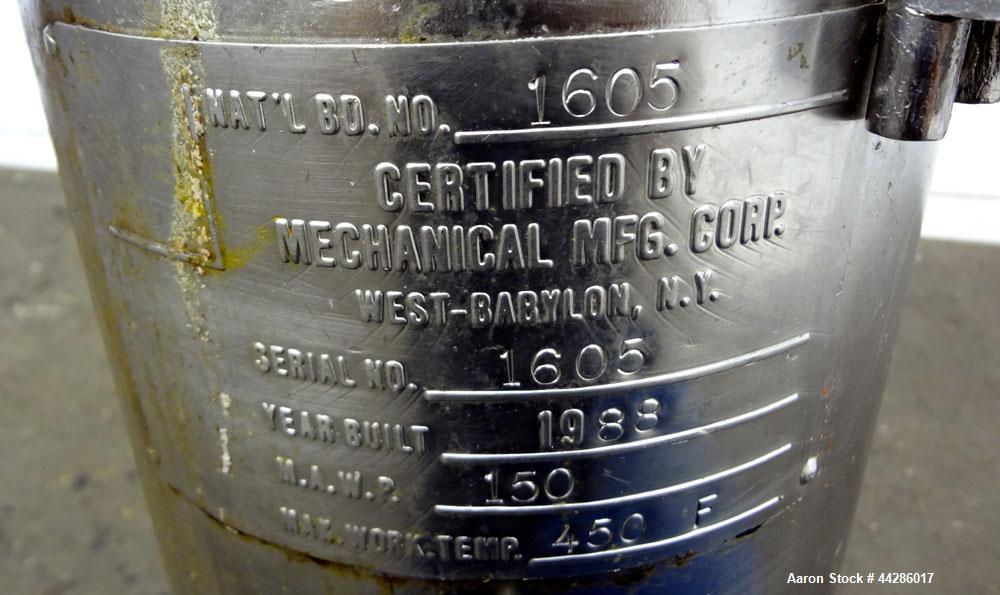 NAT'L BD. NO. 1605
CERTIFIED BY
MECHANICAL MFG. CORP.
WEST-BABYLON, N.Y.
SERIAL NO. 1605
YEAR BUILT 1988
M.A.W.P. 150
MAX. WORK. TEMP. 450 F
Aaron Stock # 44286017